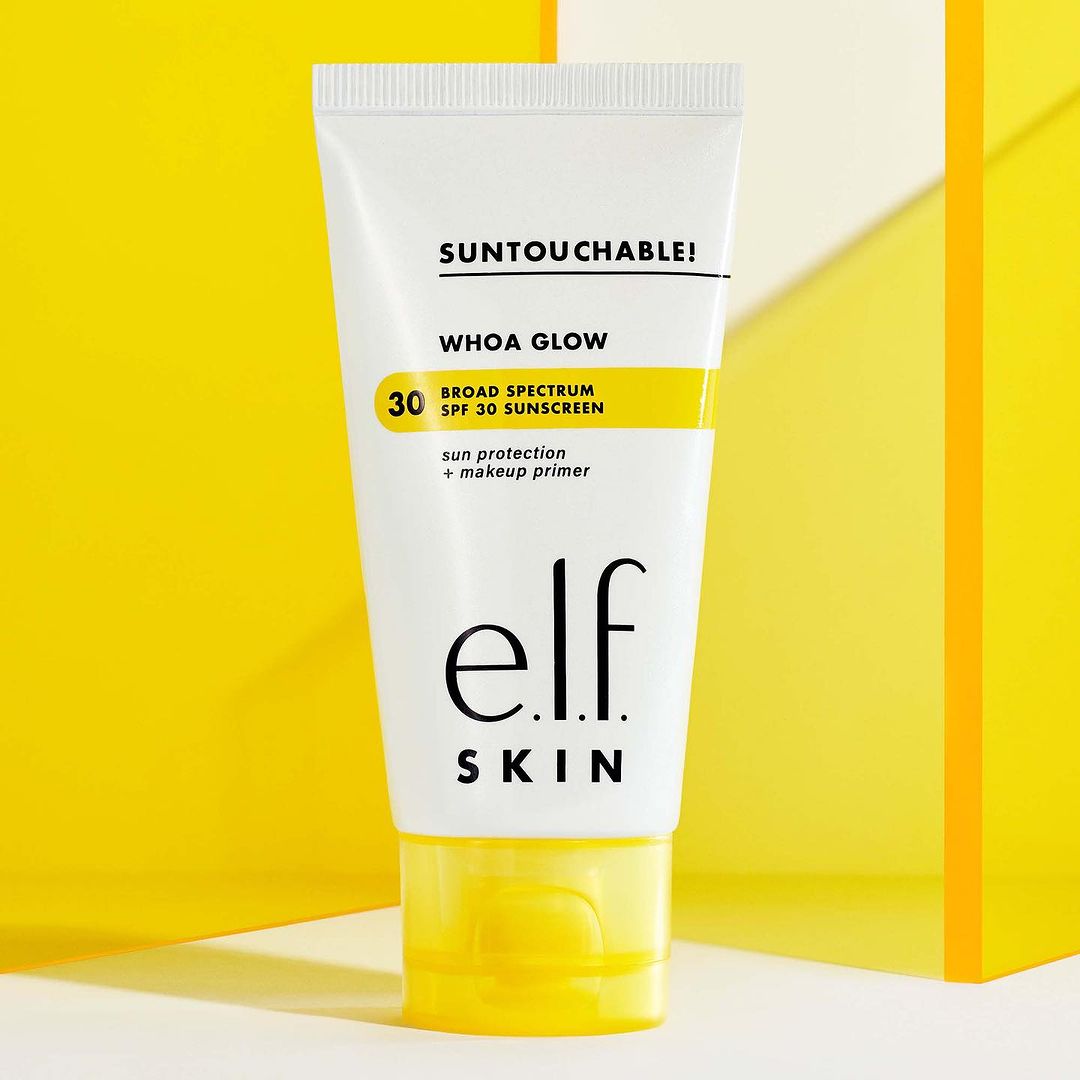 SUNTOUCHABLE!
WHOA GLOW
30
BROAD SPECTRUM
SPF 30 SUNSCREEN
sun protection
+ makeup primer
e.l.f.
SKIN